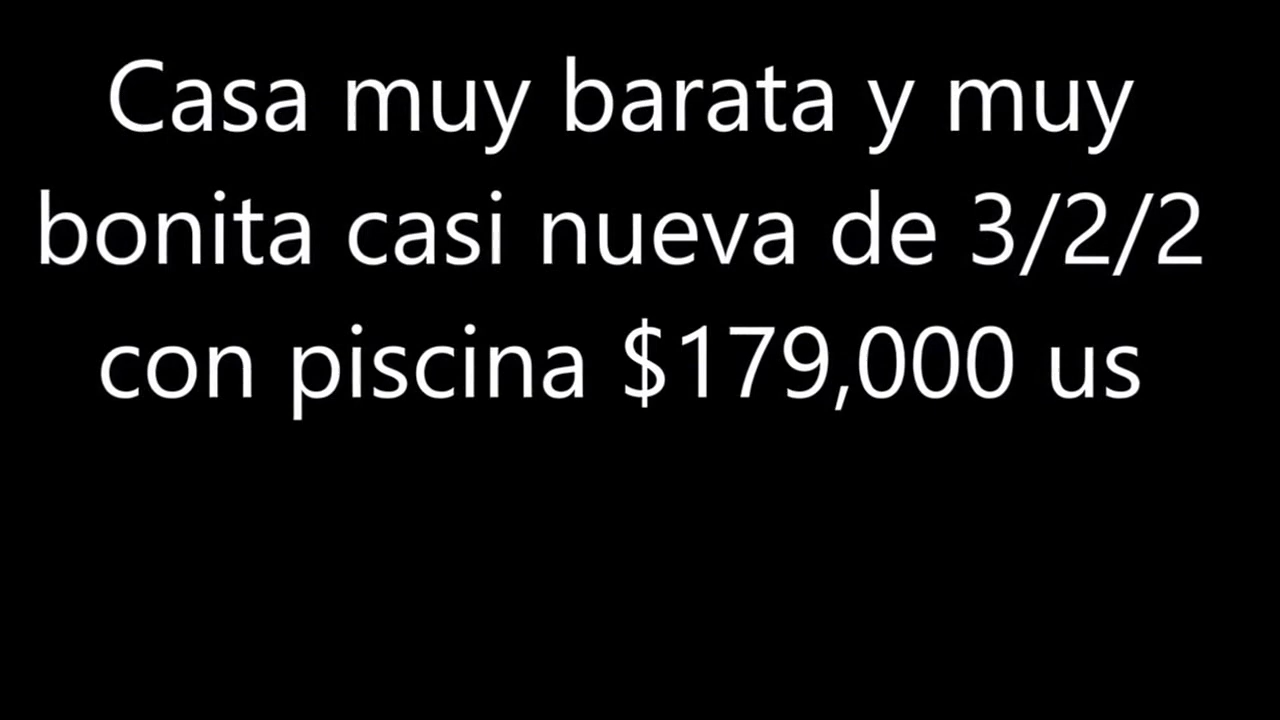 Casa muy barata y muy
bonita casi nueva de 3/2/2
con piscina $179,000 us